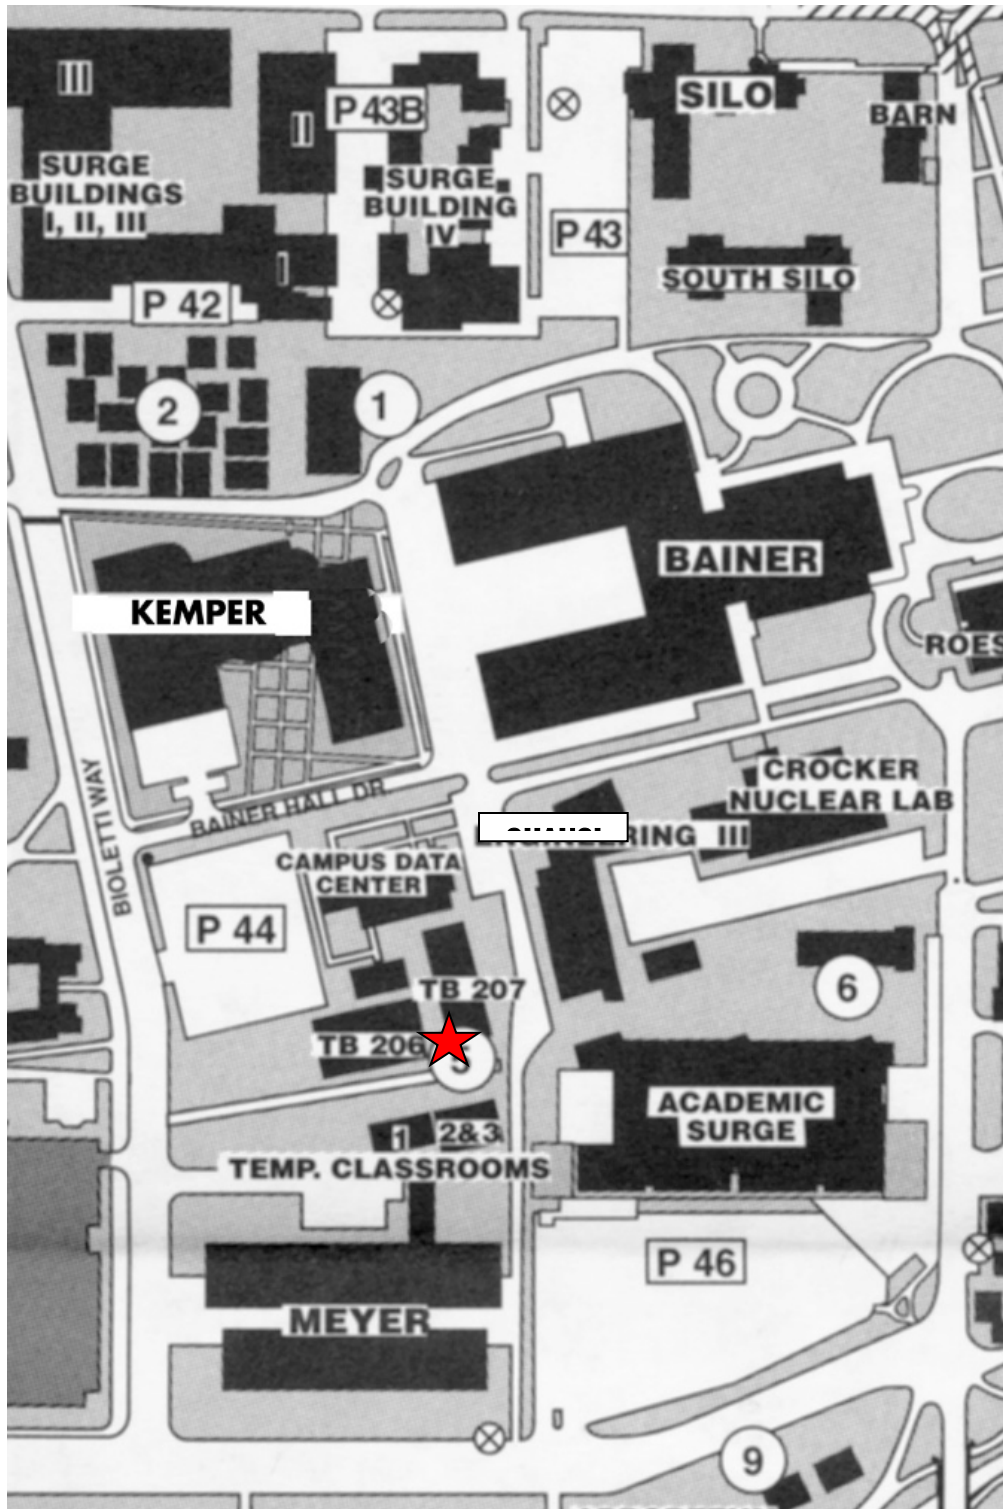 III
II
P 43B
SILO
BARN
SURGE
BUILDINGS
I, II, III
SURGE
BUILDING
IV
P 43
I
SOUTH SILO
P 42
2
1
BAINER
KEMPER
ROES
BIOLETTI WAY
BAINER HALL DR.
CROCKER
NUCLEAR LAB
III
CAMPUS DATA
CENTER
P 44
TB 207
6
TB 206
5
ACADEMIC
SURGE
1
2&3
TEMP. CLASSROOMS
P 46
MEYER
9